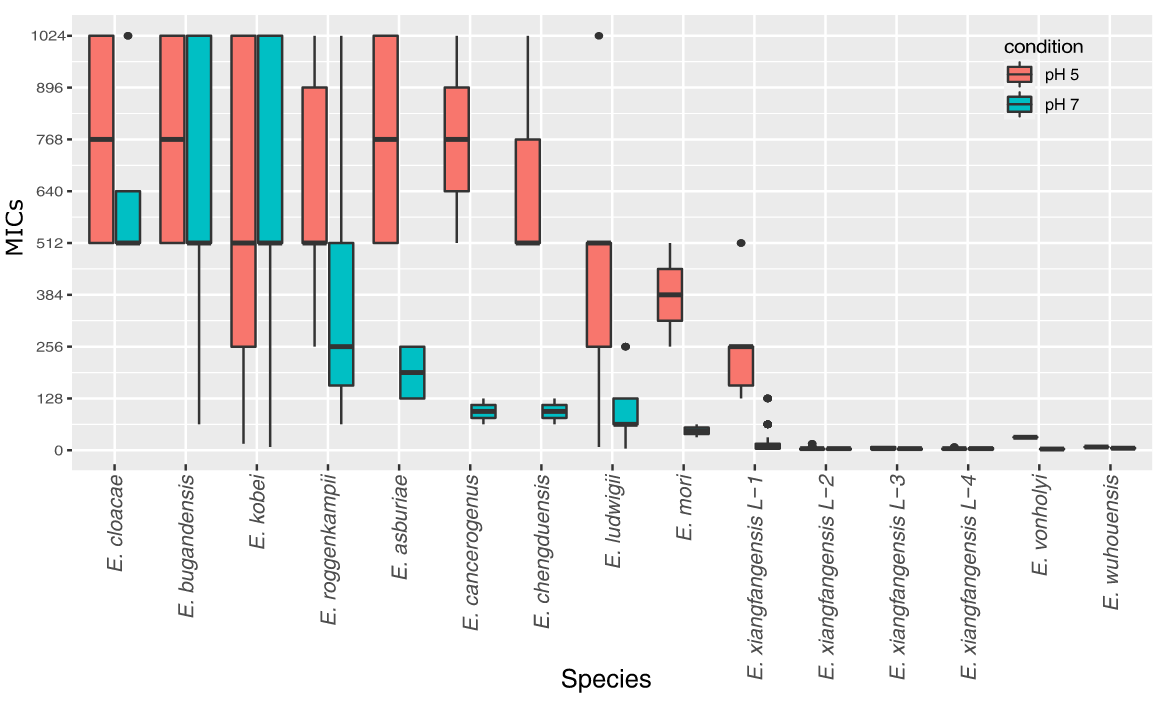 1024
896
768
640
512
384
256
128
0
MICs
condition
pH 5
pH 7
E. cloacae
E. bugandensis
E. kobei
E. roggenkampii
E. asburiae
E. cancerogenus
E. chengduensis
E. ludwigii
E. mori
E. xiangfangensis L−1
E. xiangfangensis L−2
E. xiangfangensis L−3
E. xiangfangensis L−4
E. vonholyi
E. wuhouensis
Species